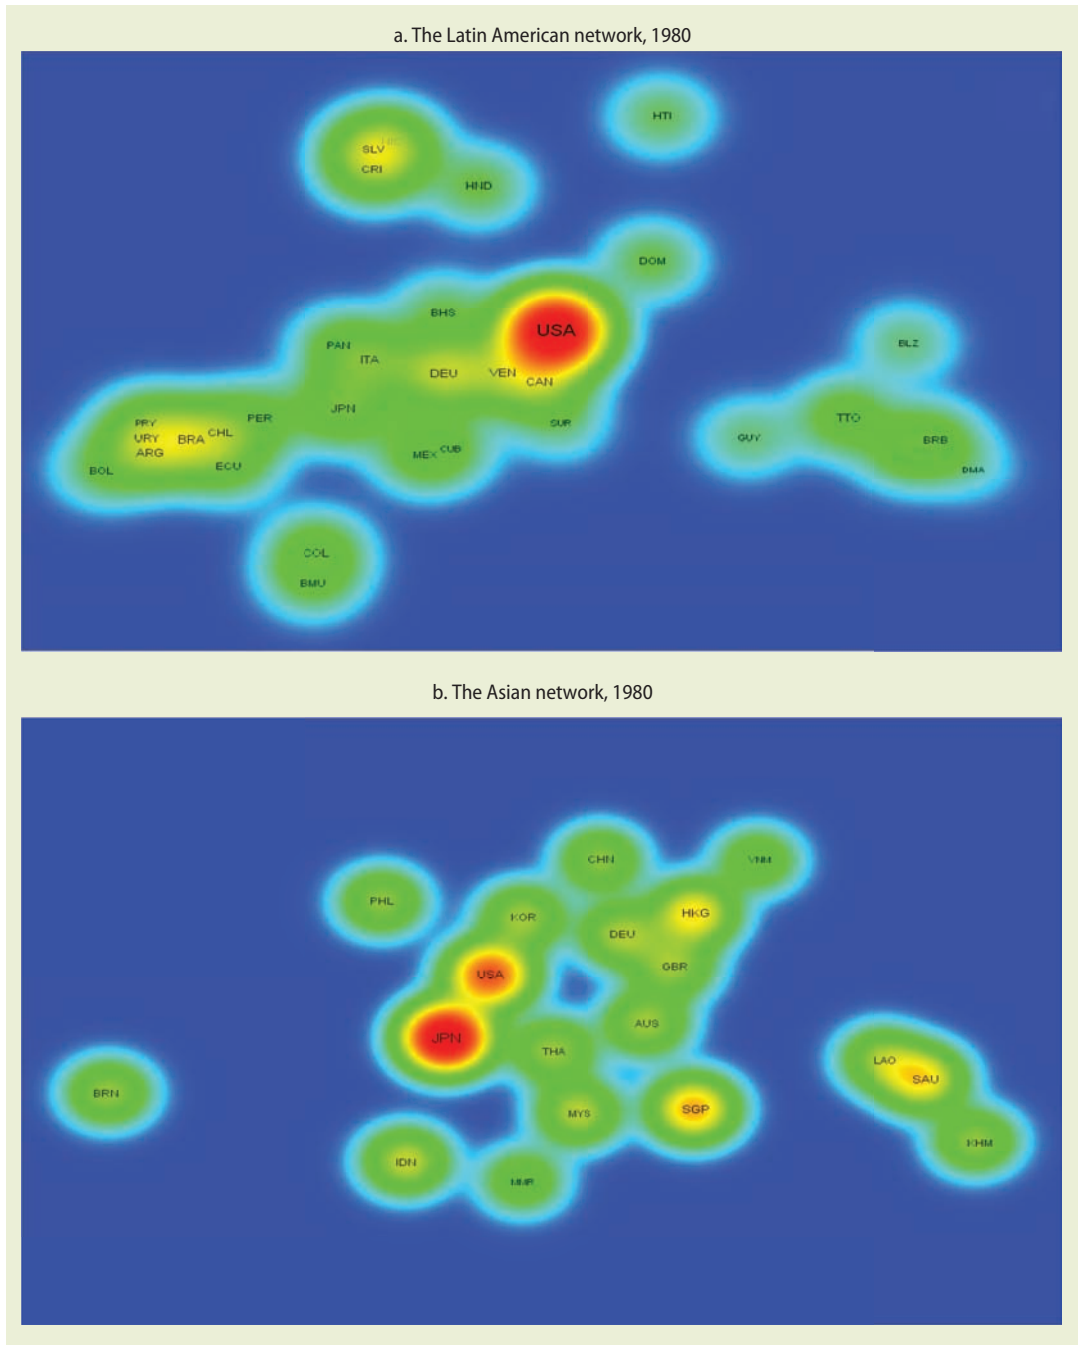 a. The Latin American network, 1980
HTI
SLV
CRI
HND
DOM
BHS
USA
PAN
ITA
DEU
VEN
CAN
BLZ
JPN
PER
SUR
TTO
GUY
BRB
DMA
PRY
URY
BRA
CHL
ARG
BOL
ECU
MEX
CUB
COL
BMU
b. The Asian network, 1980
CHN
VNM
PHL
KOR
HKG
DEU
GBR
USA
AUS
JPN
THA
LAO
SAU
BRN
MYS
SGP
KHM
IDN
MMR